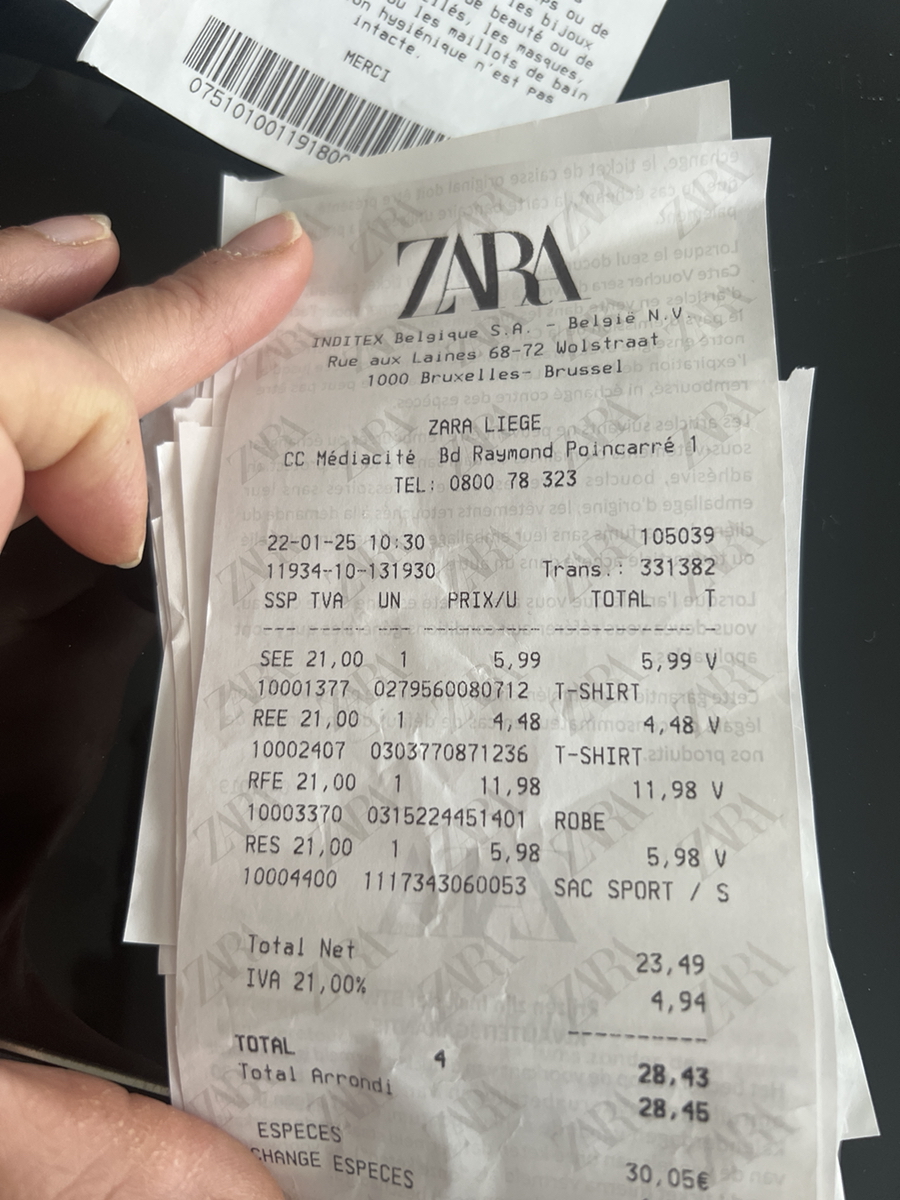 ps ou de
les bijoux
llés, de beauté ou de
les masques,
ou les maillots de bain
on hygiénique n'est pas
intacte.
MERCI
0751010011918
ZARA
INDITEX Belgique S.A. - België N.V.
Rue aux Laines 68-72 Wolstraat
1000 Bruxelles- Brussel
ZARA LIEGE
CC Médiacité Bd Raymond Poincarré 1
TEL: 0800 78 323
22-01-25 10:30 105039
11934-10-131930 Trans.: 331382
SSP TVA UN PRIX/U TOTAL T
SEE 21,00 1 5,99 5,99 V
10001377 0279560080712 T-SHIRT
REE 21,00 1 4,48 4,48 V
10002407 0303770871236 T-SHIRT
RFE 21,00 1 11,98 11,98 V
10003370 0315224451401 ROBE
RES 21,00 1 5,98 5,98 V
10004400 1117343060053 SAC SPORT / S
Total Net 23,49
IVA 21,00% 4,94
TOTAL 4 28,43
Total Arrondi 28,45
ESPECES 30,05€
CHANGE ESPECES